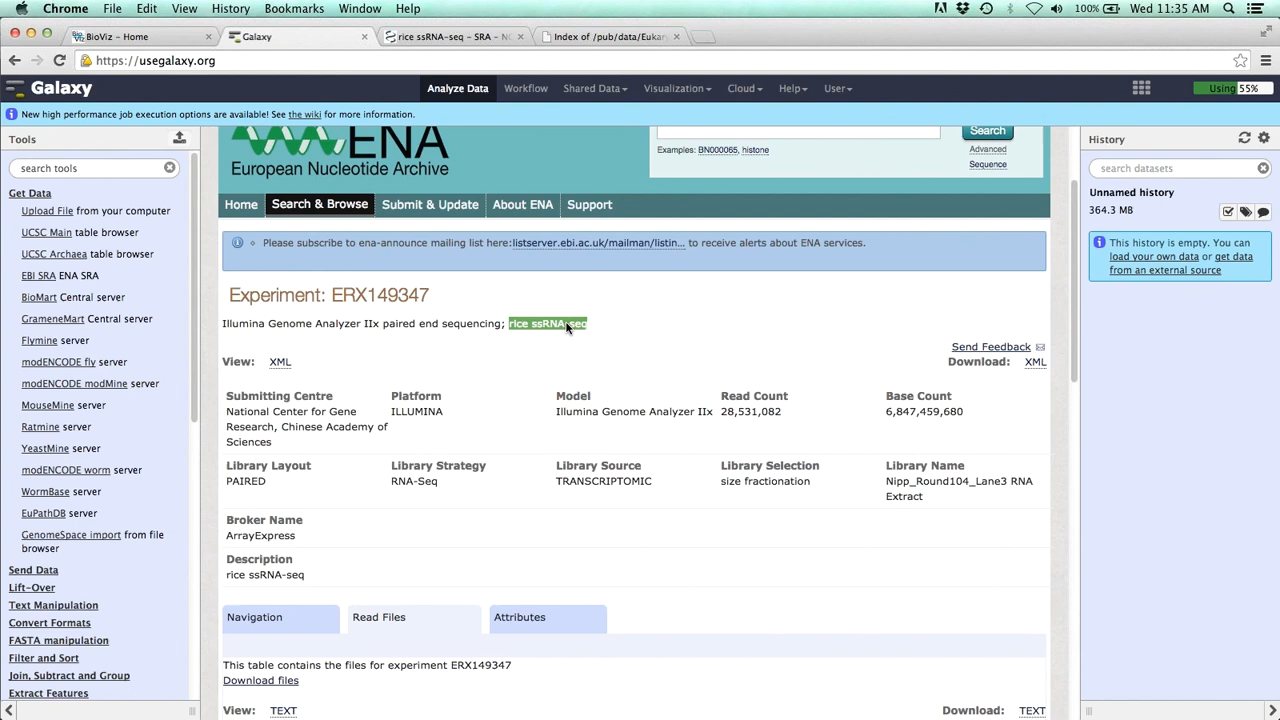 Chrome File Edit View History Bookmarks Window Help 100% Wed 11:35 AM
BioViz - Home Galaxy rice ssRNA-seq - SRA - NC Index of /pub/data/Eukar
https://usegalaxy.org
Galaxy Analyze Data Workflow Shared Data Visualization Cloud Help User Using 55%
New high performance job execution options are available! See the wiki for more information.
Tools
search tools
Get Data
Upload File from your computer
UCSC Main table browser
UCSC Archaea table browser
EBI SRA ENA SRA
BioMart Central server
GrameneMart Central server
Flymine server
modENCODE fly server
modENCODE modMine server
MouseMine server
Ratmine server
YeastMine server
modENCODE worm server
WormBase server
EuPathDB server
GenomeSpace import from file
browser
Send Data
Lift-Over
Text Manipulation
Convert Formats
FASTA manipulation
Filter and Sort
Join, Subtract and Group
Extract Features
ENA
European Nucleotide Archive
Search
Examples: BN000065, histone
Advanced
Sequence
Home Search & Browse Submit & Update About ENA Support
Please subscribe to ena-announce mailing list here:listserver.ebi.ac.uk/mailman/listin... to receive alerts about ENA services.
Experiment: ERX149347
Illumina Genome Analyzer IIx paired end sequencing; rice ssRNA-seq
Send Feedback
View: XML Download: XML
Submitting Centre Platform Model Read Count Base Count
National Center for Gene ILLUMINA Illumina Genome Analyzer IIx 28,531,082 6,847,459,680
Research, Chinese Academy of
Sciences
Library Layout Library Strategy Library Source Library Selection Library Name
PAIRED RNA-Seq TRANSCRIPTOMIC size fractionation Nipp_Round104_Lane3 RNA
Extract
Broker Name
ArrayExpress
Description
rice ssRNA-seq
Navigation Read Files Attributes
This table contains the files for experiment ERX149347
Download files
View: TEXT Download: TEXT
History
search datasets
Unnamed history
364.3 MB
This history is empty. You can
load your own data or get data
from an external source